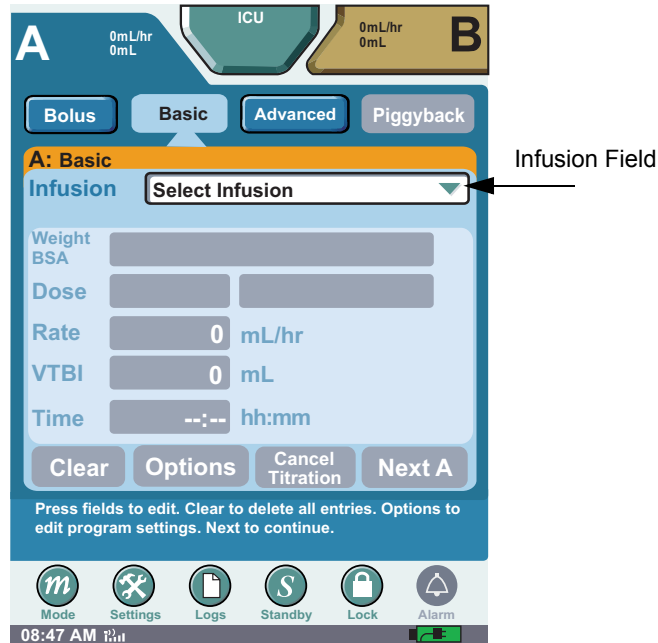 A
0mL/hr
0mL
ICU
0mL/hr
0mL
B
Bolus
Basic
Advanced
Piggyback
A: Basic
Infusion
Select Infusion
Infusion Field
Weight
BSA
Dose
Rate
0
mL/hr
VTBI
0
mL
Time
--:--
hh:mm
Clear
Options
Cancel
Titration
Next A
Press fields to edit. Clear to delete all entries. Options to
edit program settings. Next to continue.
m
S
Mode
Settings
Logs
Standby
Lock
Alarm
08:47 AM